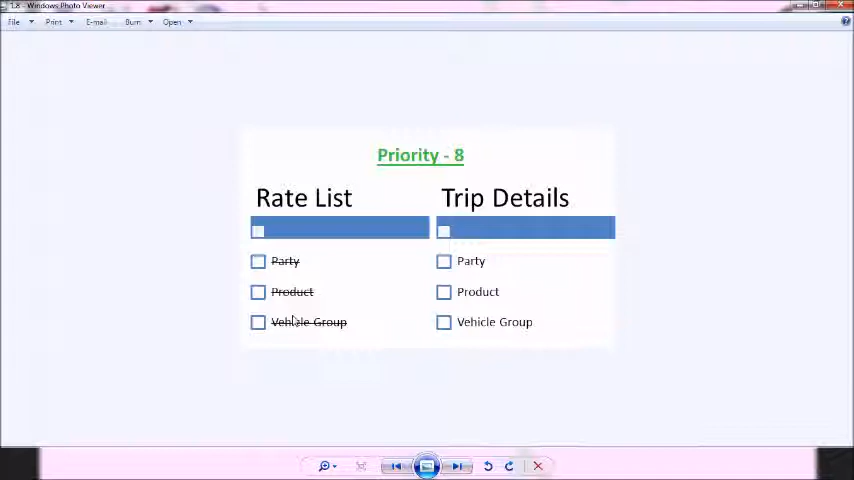 1.8 - Windows Photo Viewer
File Print E-mail Burn Open
Priority - 8
Rate List
Party
Product
Vehicle Group
Trip Details
Party
Product
Vehicle Group